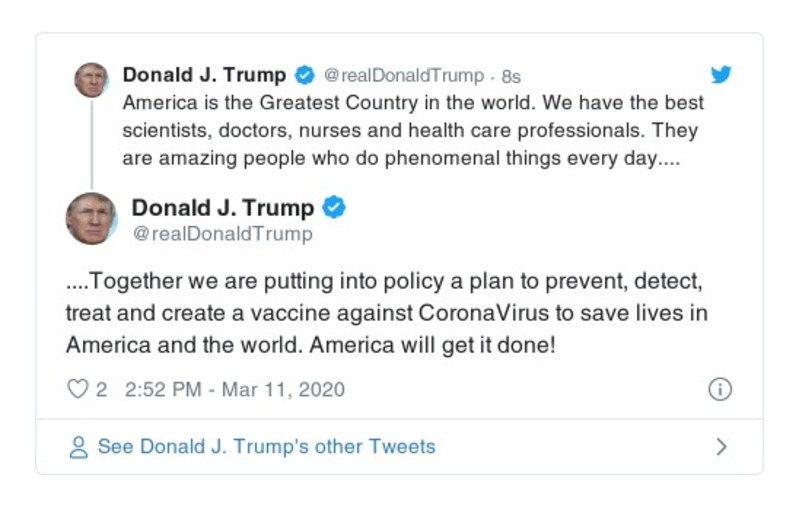 Donald J. Trump @realDonaldTrump · 8s
America is the Greatest Country in the world. We have the best
scientists, doctors, nurses and health care professionals. They
are amazing people who do phenomenal things every day....
Donald J. Trump
@realDonaldTrump
....Together we are putting into policy a plan to prevent, detect,
treat and create a vaccine against CoronaVirus to save lives in
America and the world. America will get it done!
2 2:52 PM - Mar 11, 2020
See Donald J. Trump's other Tweets